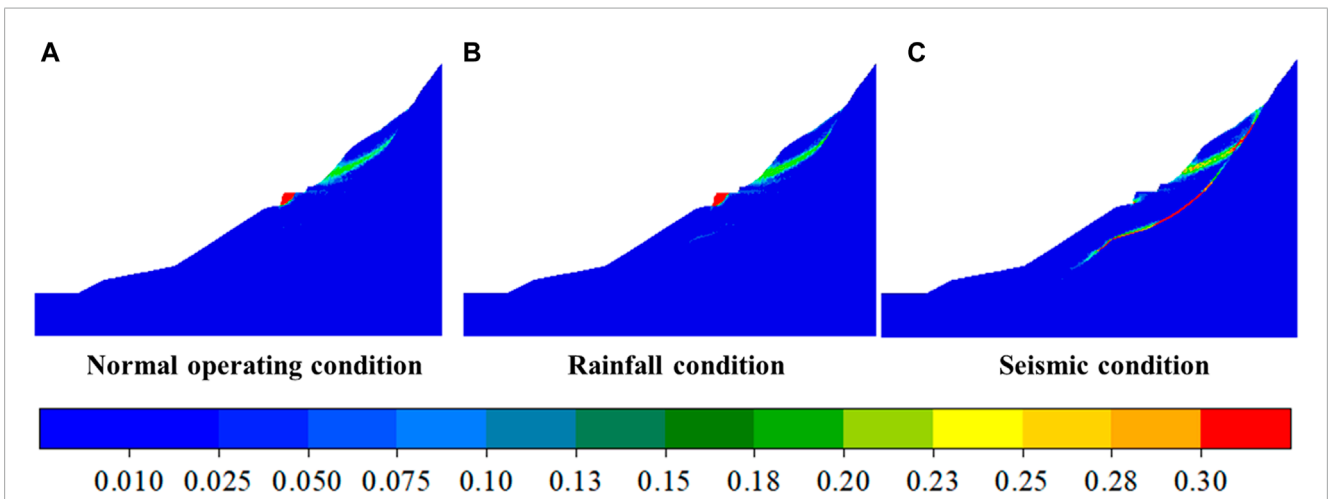 A
B
C
Normal operating condition
Rainfall condition
Seismic condition
0.010 0.025 0.050 0.075 0.10 0.13 0.15 0.18 0.20 0.23 0.25 0.28 0.30